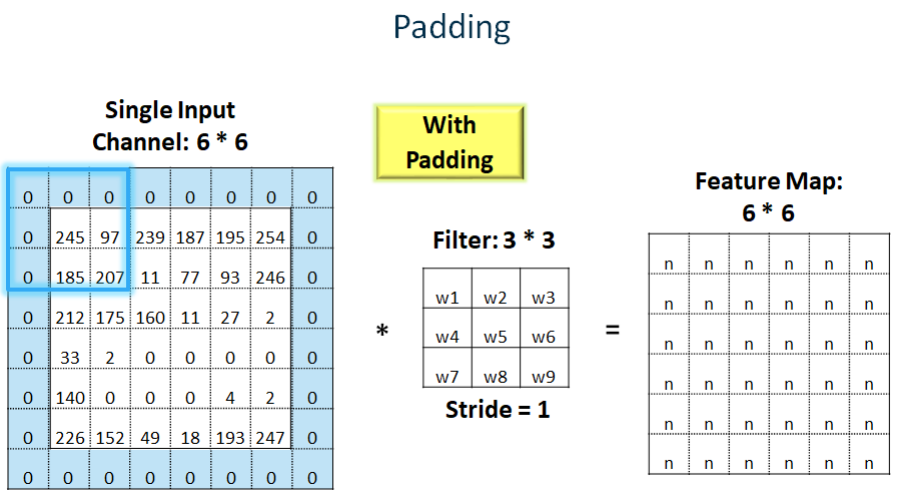 Padding
Single Input
Channel: 6 * 6
With
Padding
Feature Map:
6 * 6
Filter: 3 * 3
0 0 0 0 0 0 0 0
0 245 97 239 187 195 254 0
0 185 207 11 77 93 246 0
0 212 175 160 11 27 2 0
0 33 2 0 0 0 0 0
0 140 0 0 0 4 2 0
0 226 152 49 18 193 247 0
0 0 0 0 0 0 0 0
*
w1 w2 w3
w4 w5 w6
w7 w8 w9
Stride = 1
=
n n n n n n
n n n n n n
n n n n n n
n n n n n n
n n n n n n
n n n n n n